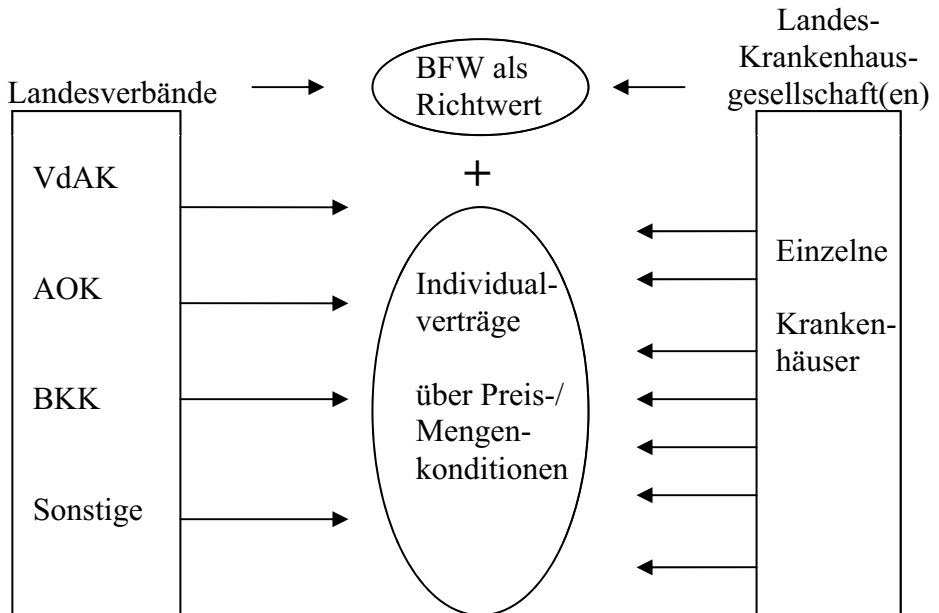 Landesverbände
VdAK
AOK
BKK
Sonstige
BFW als
Richtwert
+
Individual-
verträge
über Preis-/
Mengen-
konditionen
Landes-
Krankenhaus-
gesellschaft(en)
Einzelne
Kranken-
häuser